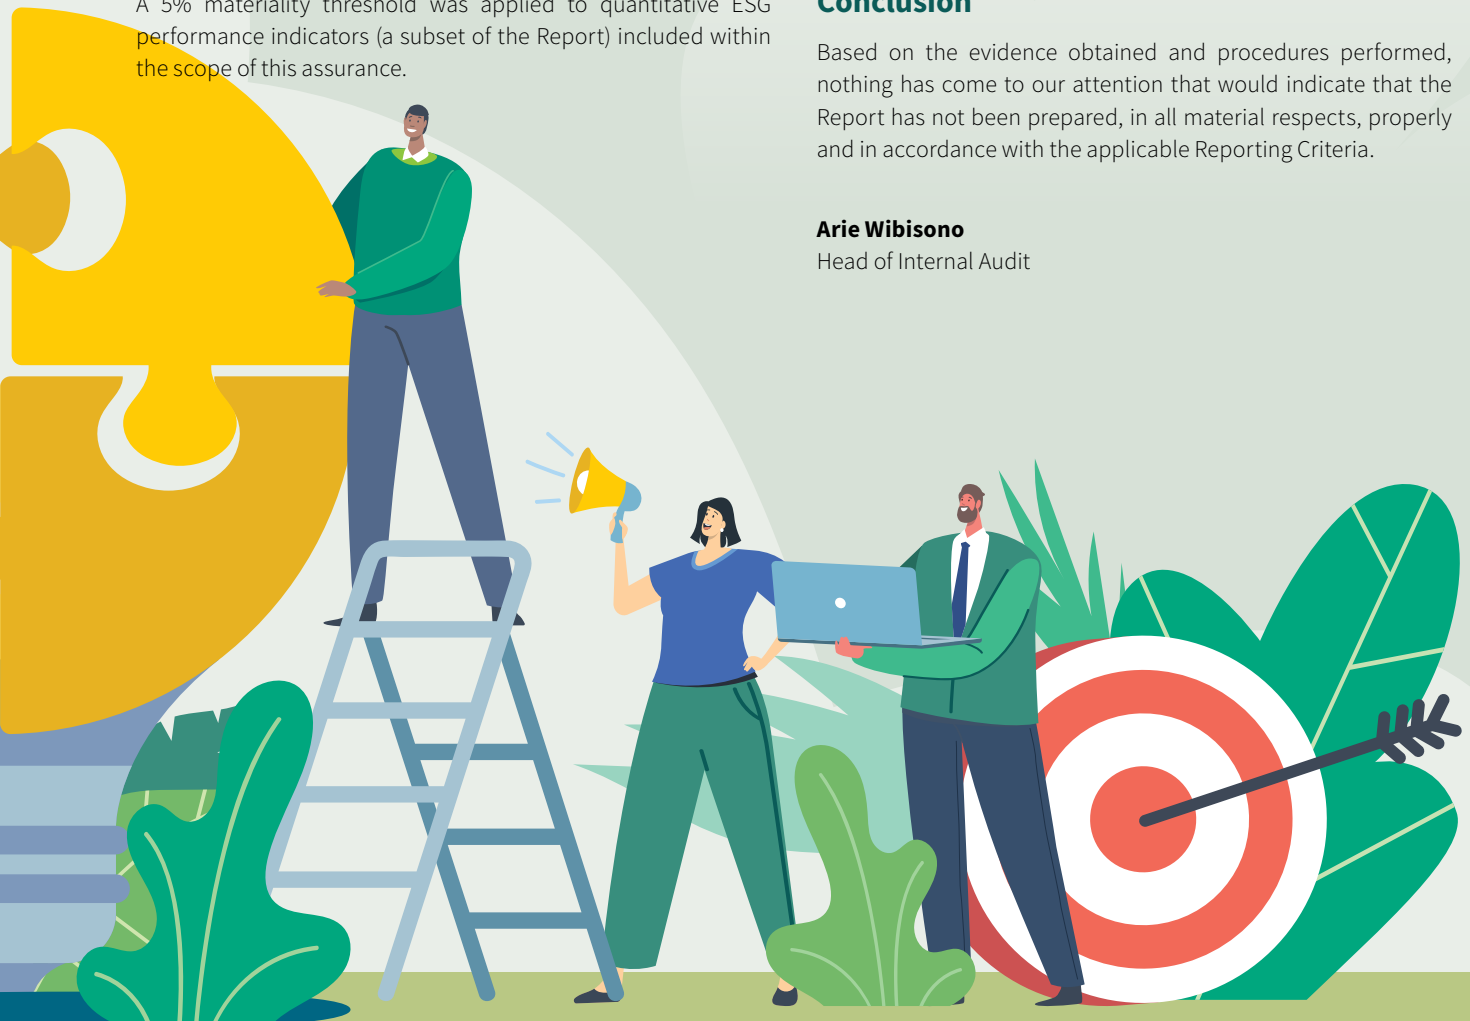 A 5% materiality threshold was applied to quantitative ESG
performance indicators (a subset of the Report) included within
the scope of this assurance.
Conclusion
Based on the evidence obtained and procedures performed,
nothing has come to our attention that would indicate that the
Report has not been prepared, in all material respects, properly
and in accordance with the applicable Reporting Criteria.
Arie Wibisono
Head of Internal Audit